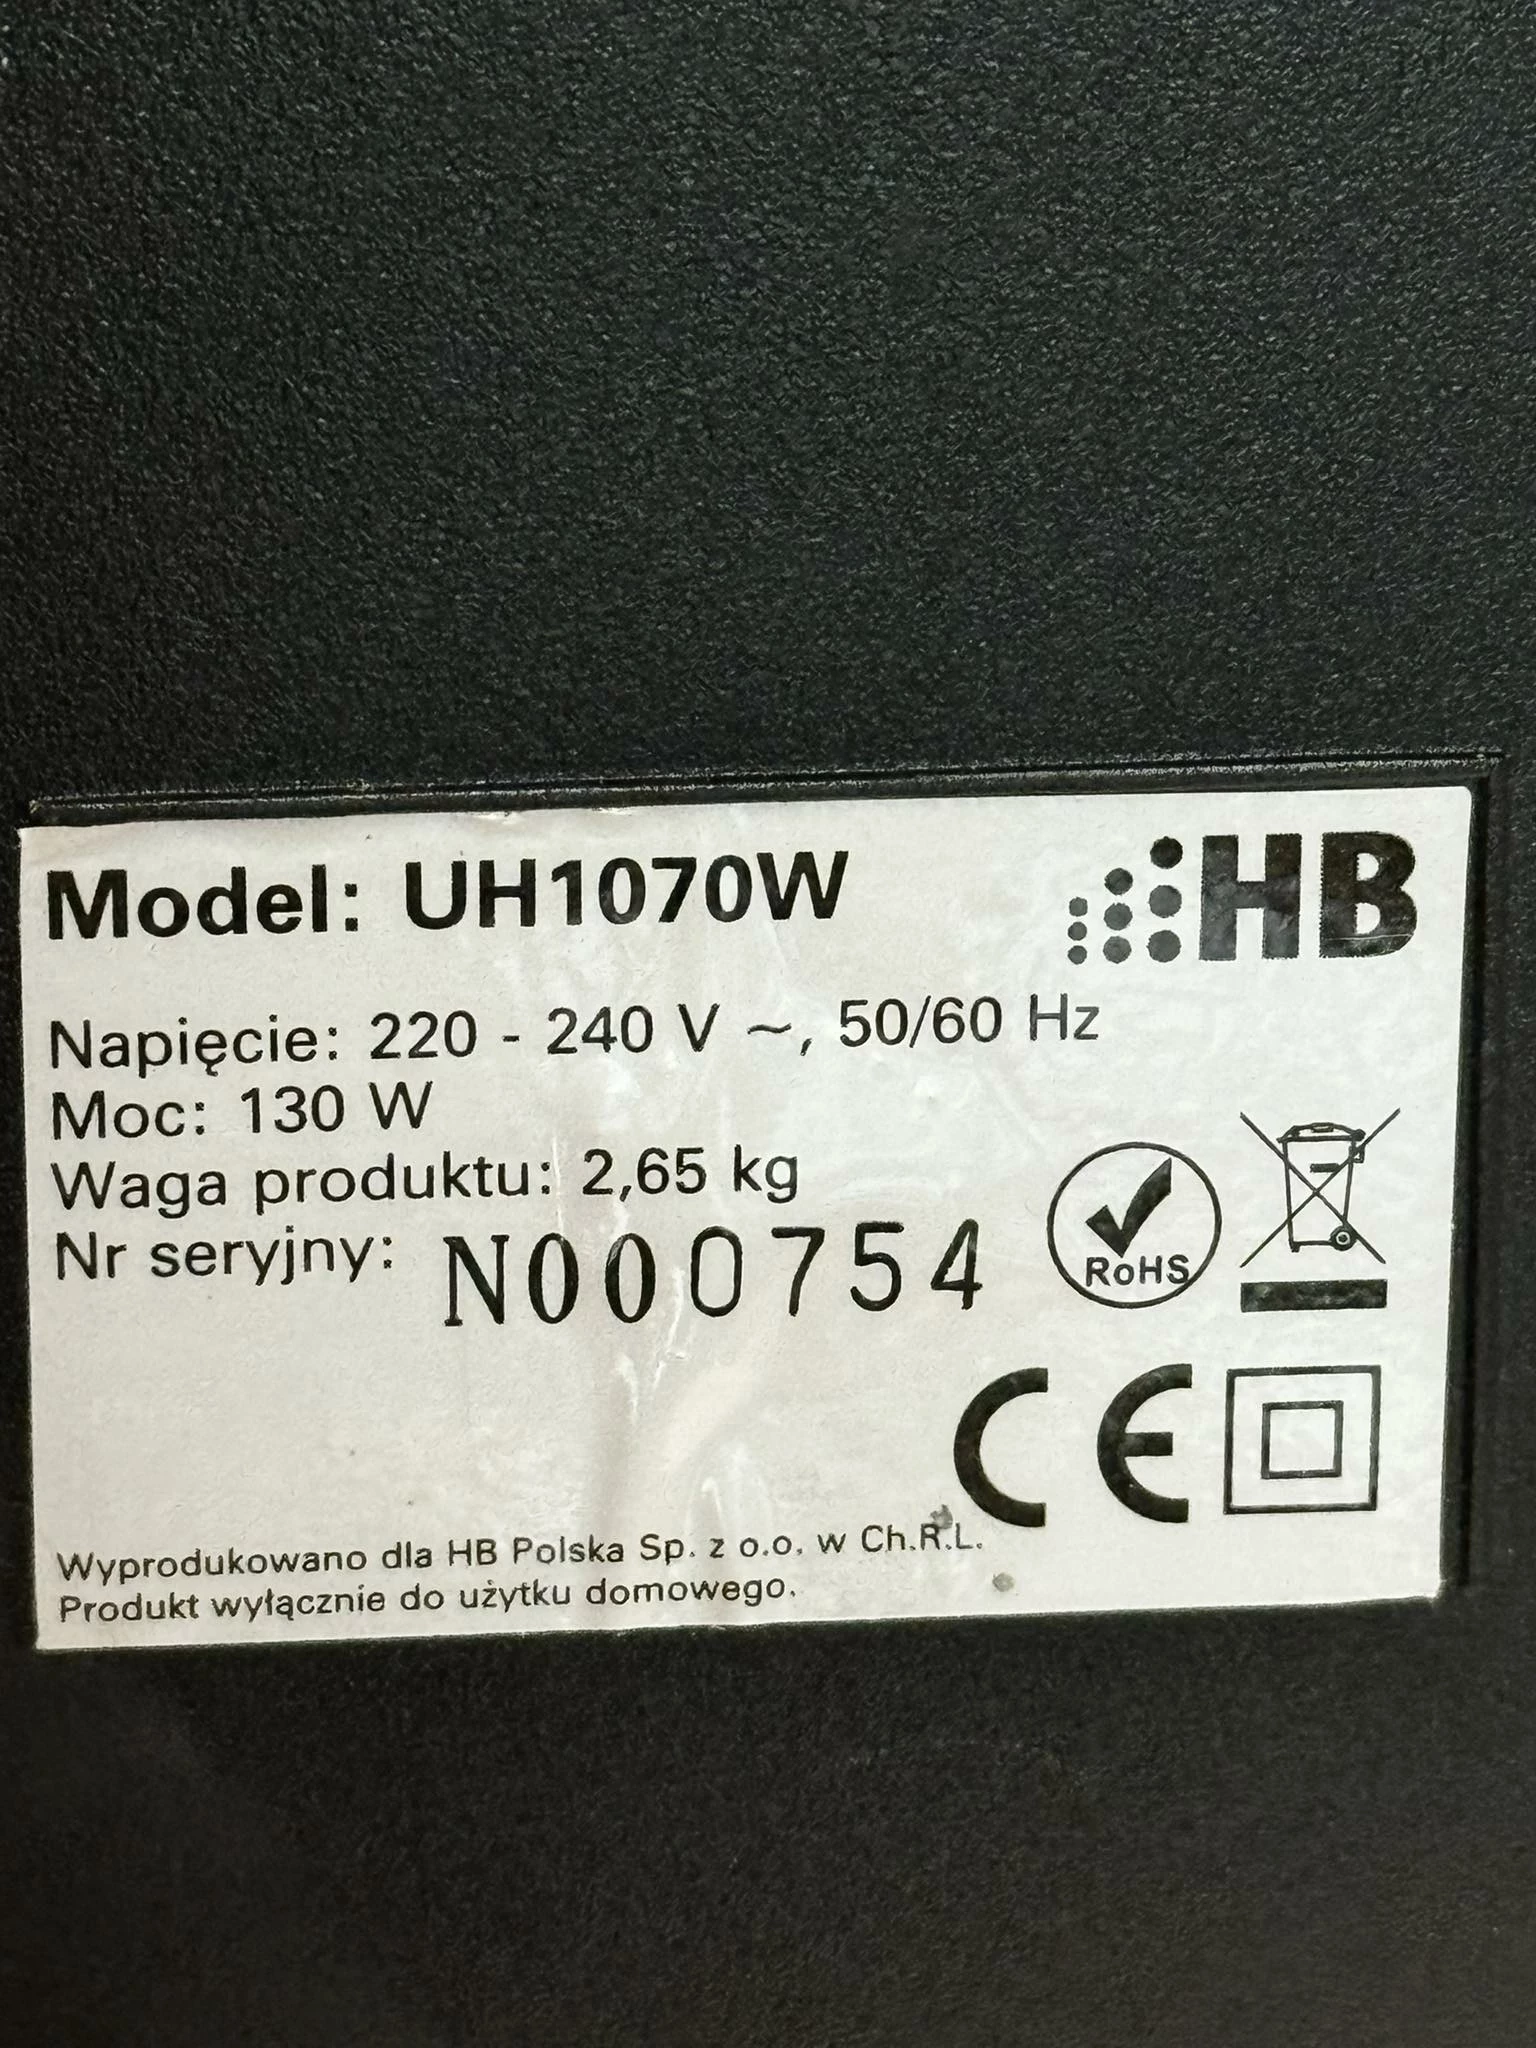 Model: UH1070W
HB
Napięcie: 220 - 240 V ~, 50/60 Hz
Moc: 130 W
Waga produktu: 2,65 kg
Nr seryjny: N000754
RoHS
CE
Wyprodukowano dla HB Polska Sp. z o.o. w Ch.R.L.
Produkt wyłącznie do użytku domowego.